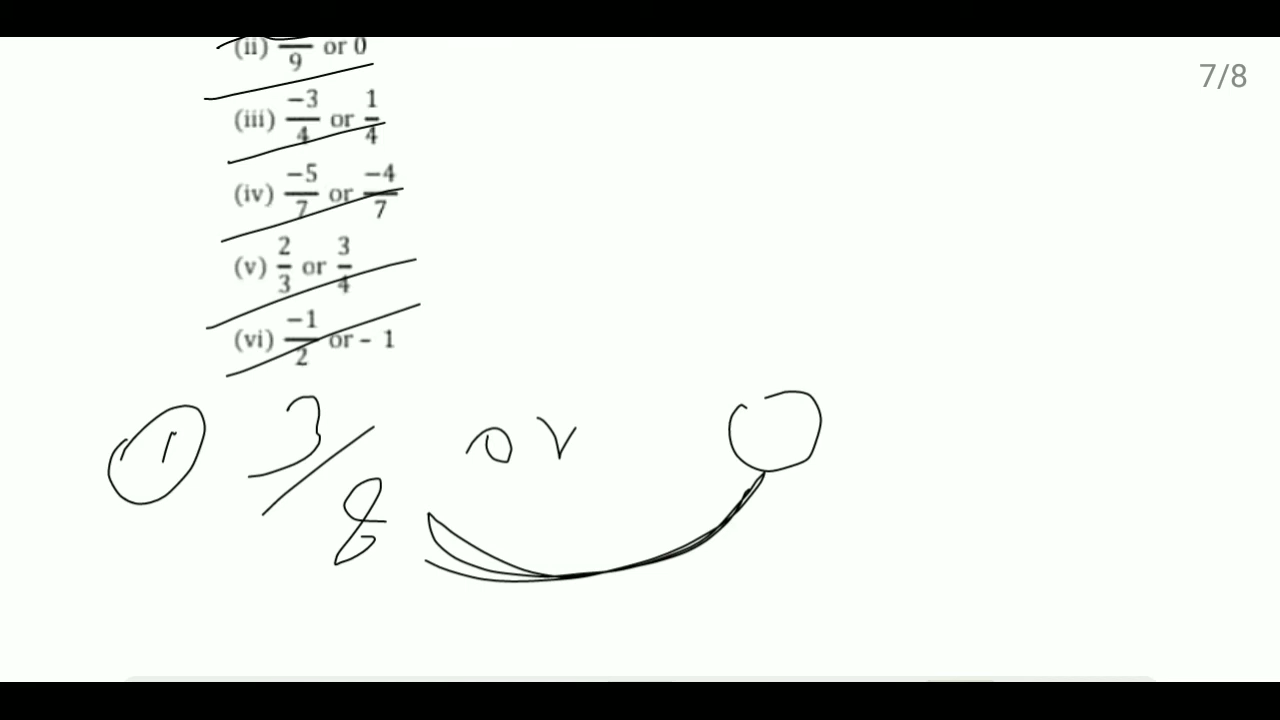 7/8
(ii) —/9 or 0
(iii) −3/4 or 1/4
(iv) −5/7 or −4/7
(v) 2/3 or 3/4
(vi) −1/2 or − 1
① 3/8 or 0